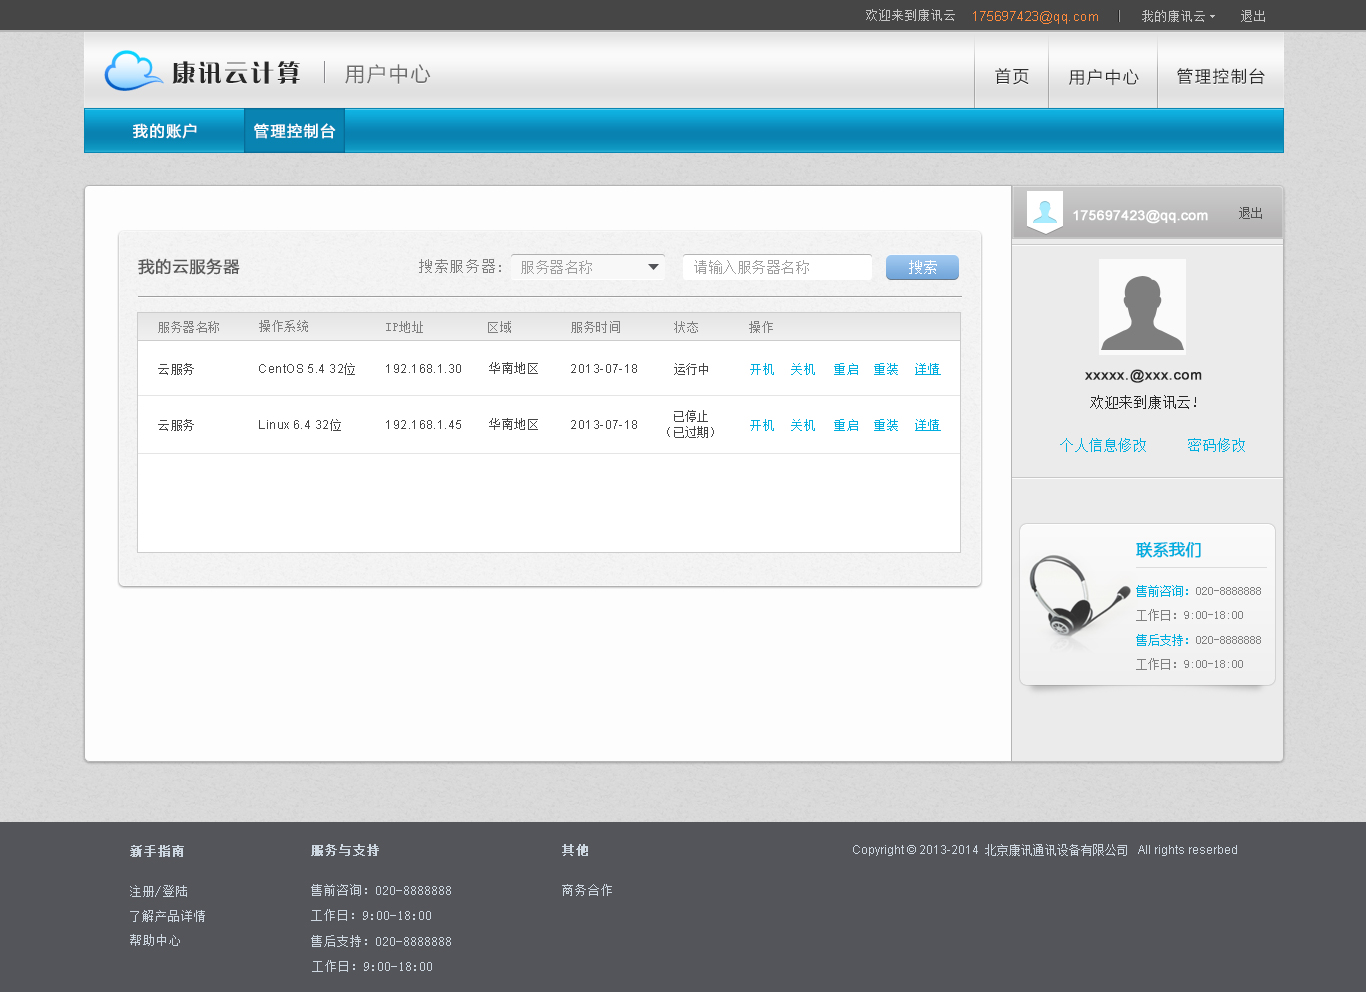 欢迎来到康讯云 175697423@qq.com | 我的康讯云 退出
康讯云计算 | 用户中心 首页 用户中心 管理控制台
我的账户 管理控制台
175697423@qq.com 退出
我的云服务器 搜索服务器: 服务器名称 请输入服务器名称 搜索
服务器名称 操作系统 IP地址 区域 服务时间 状态 操作
云服务 CentOS 5.4 32位 192.168.1.30 华南地区 2013-07-18 运行中 开机 关机 重启 重装 详情
云服务 Linux 6.4 32位 192.168.1.45 华南地区 2013-07-18 已停止 开机 关机 重启 重装 详情
（已过期）
xxxxx.@xxx.com
欢迎来到康讯云！
个人信息修改 密码修改
联系我们
售前咨询：020-8888888
工作日：9:00-18:00
售后支持：020-8888888
工作日：9:00-18:00
新手指南
注册/登陆
了解产品详情
帮助中心
服务与支持
售前咨询：020-8888888
工作日：9:00-18:00
售后支持：020-8888888
工作日：9:00-18:00
其他
商务合作
Copyright © 2013-2014 北京康讯通讯设备有限公司 All rights reserbed